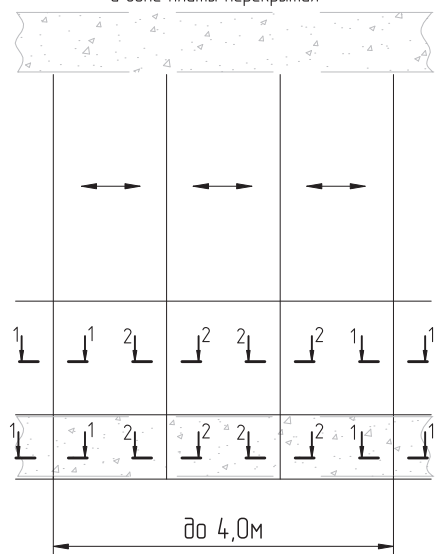 в зоне плиты перекрытия
1 1 2 2 2 2 1 1
1 1 2 2 2 2 1 1
до 4,0м